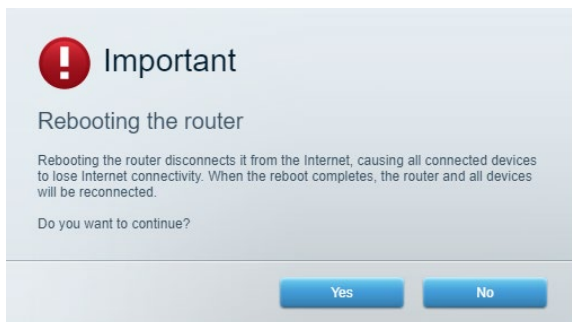 Important
Rebooting the router
Rebooting the router disconnects it from the Internet, causing all connected devices
to lose Internet connectivity. When the reboot completes, the router and all devices
will be reconnected.
Do you want to continue?
Yes No